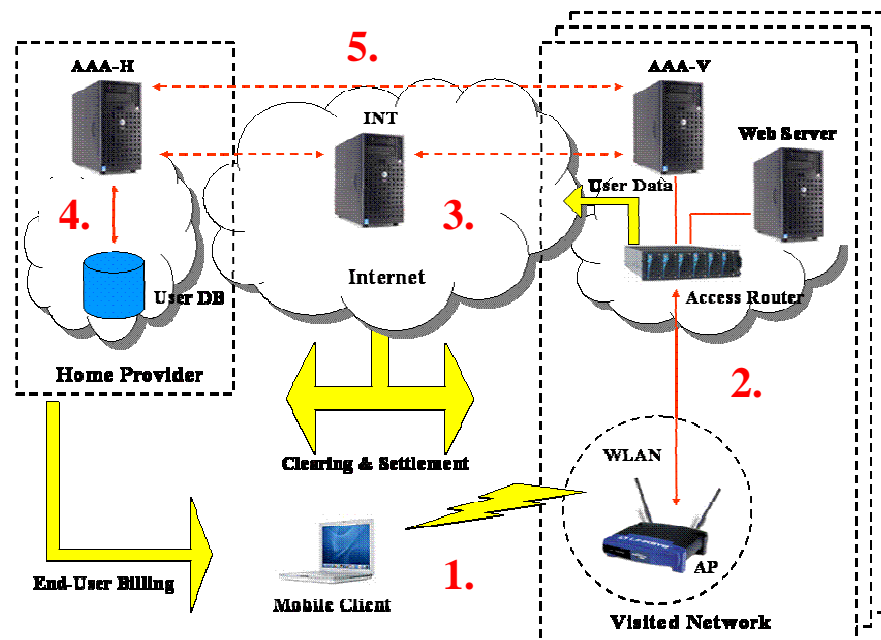 5.
AAA-H
AAA-V
INT
Web Server
User Data
4.
3.
Internet
User DB
Access Router
Home Provider
2.
Clearing & Settlement
WLAN
1.
AP
End-User Billing
Mobile Client
Visited Network